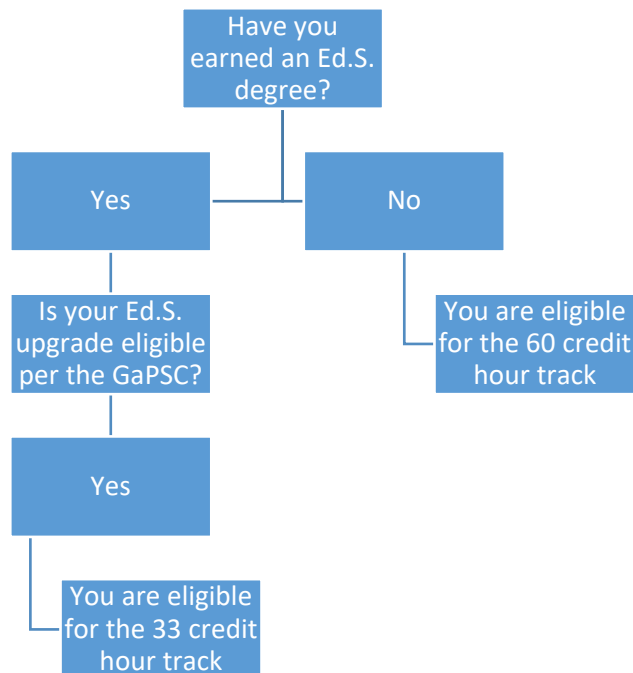 Have you
earned an Ed.S.
degree?
Yes
No
Is your Ed.S.
upgrade eligible
per the GaPSC?
You are eligible
for the 60 credit
hour track
Yes
You are eligible
for the 33 credit
hour track